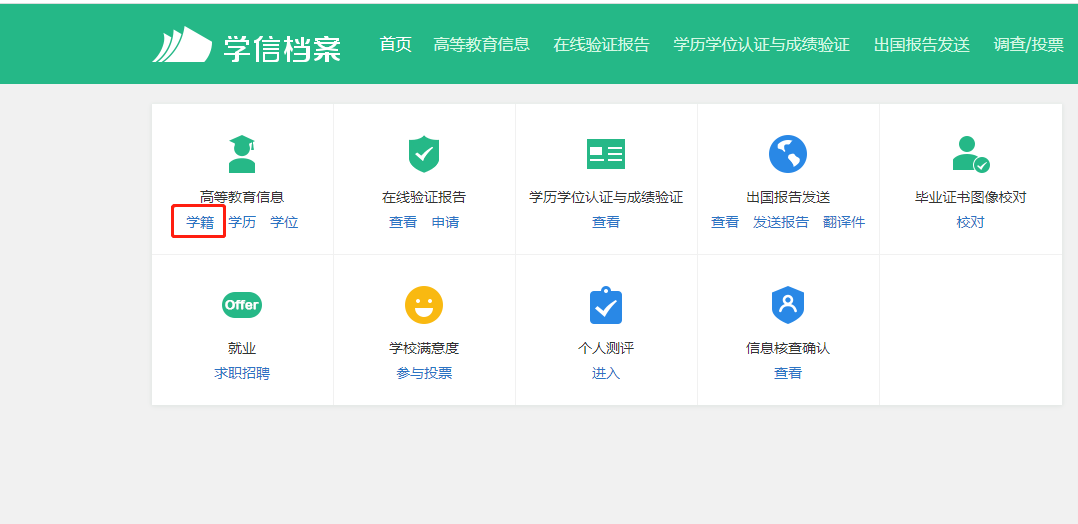 学信档案 首页 高等教育信息 在线验证报告 学历学位认证与成绩验证 出国报告发送 调查/投票
高等教育信息 在线验证报告 学历学位认证与成绩验证 出国报告发送 毕业证书图像校对
学籍 学历 学位 查看 申请 查看 查看 发送报告 翻译件 校对
Offer
就业 学校满意度 个人测评 信息核查确认
求职招聘 参与投票 进入 查看